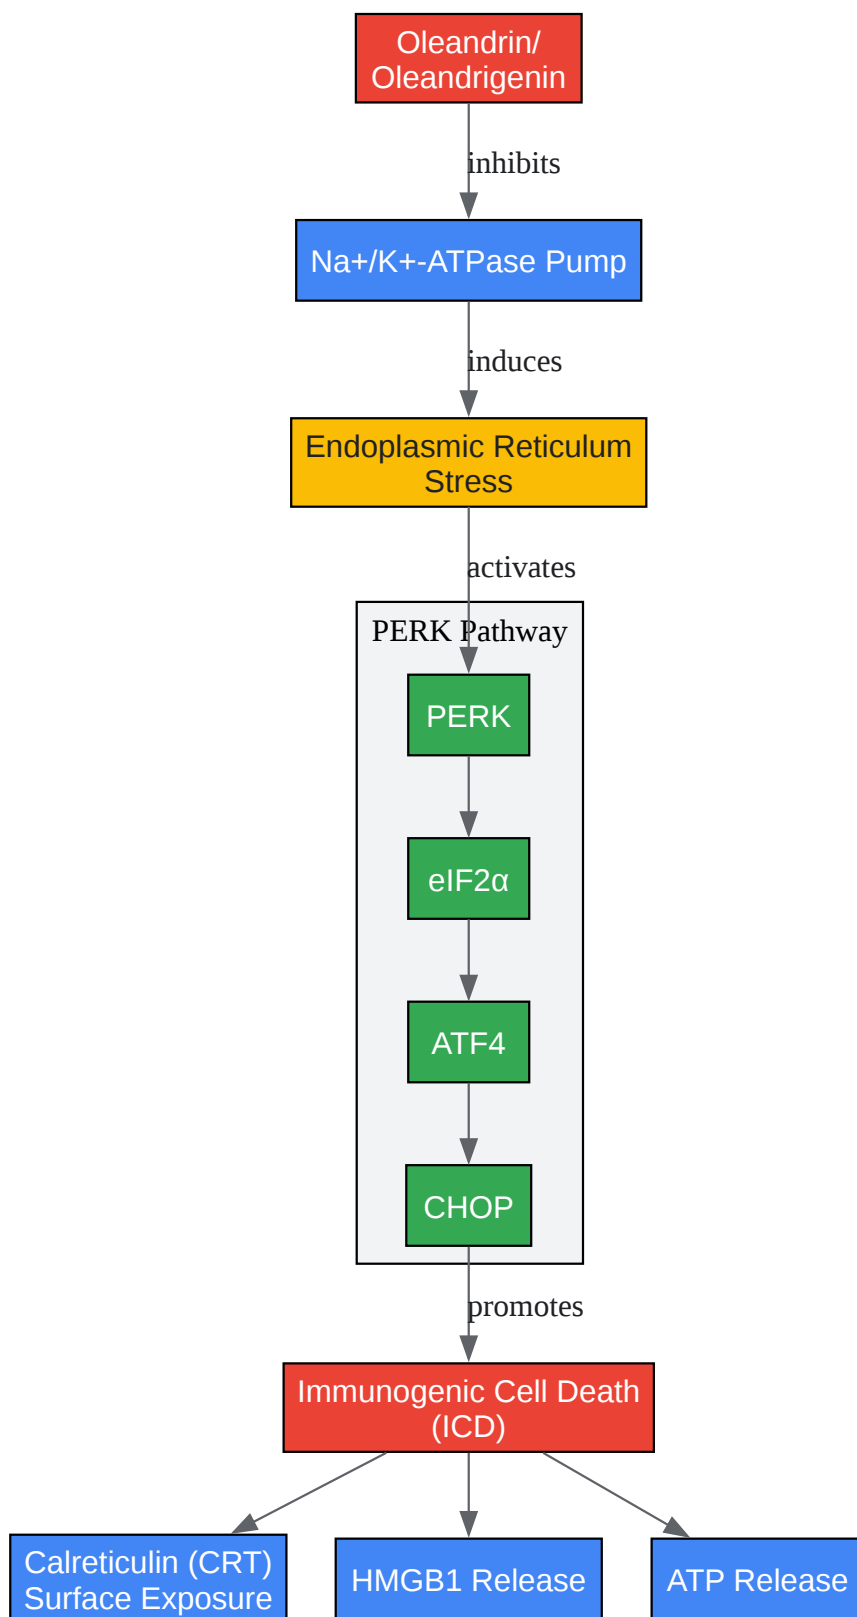 Oleandrin/
Oleandrigenin
inhibits
Na+/K+-ATPase Pump
induces
Endoplasmic Reticulum
Stress
activates
PERK Pathway
PERK
eIF2α
ATF4
CHOP
promotes
Immunogenic Cell Death
(ICD)
Calreticulin (CRT)
Surface Exposure
HMGB1 Release
ATP Release